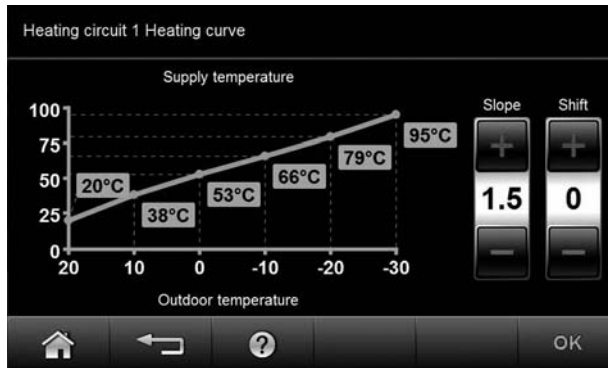 Heating circuit 1 Heating curve
Supply temperature
Slope Shift
100
75
50
25
0
20°C
38°C
53°C
66°C
79°C
95°C
+ +
1.5 0
− −
20 10 0 -10 -20 -30
Outdoor temperature
? OK